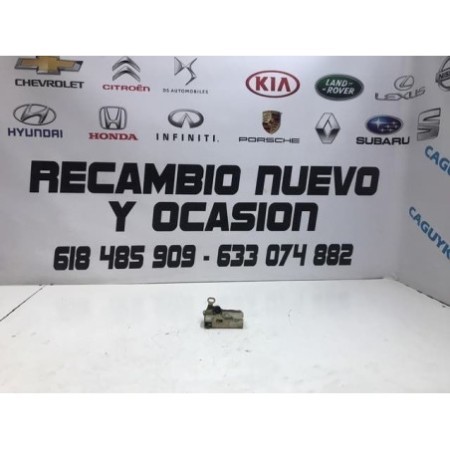 CHEVROLET CITROËN DS AUTOMOBILES KIA LAND ROVER LEXUS
HYUNDAI HONDA INFINITI. PORSCHE SUBARU
RECAMBIO NUEVO
Y OCASION
618 485 909 - 633 074 882